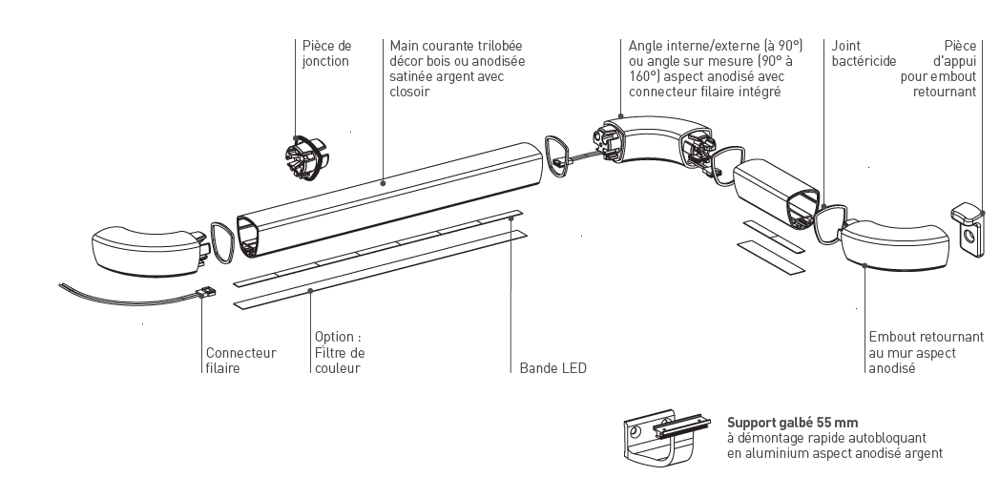 Pièce de
jonction
Main courante trilobée
décor bois ou anodisée
satinée argent avec
closoir
Angle interne/externe (à 90°)
ou angle sur mesure (90° à
160°) aspect anodisé avec
connecteur filaire intégré
Joint
bactéricide
Pièce
d'appui
pour embout
retournant
Connecteur
filaire
Option :
Filtre de
couleur
Bande LED
Embout retournant
au mur aspect
anodisé
Support galbé 55 mm
à démontage rapide autobloquant
en aluminium aspect anodisé argent